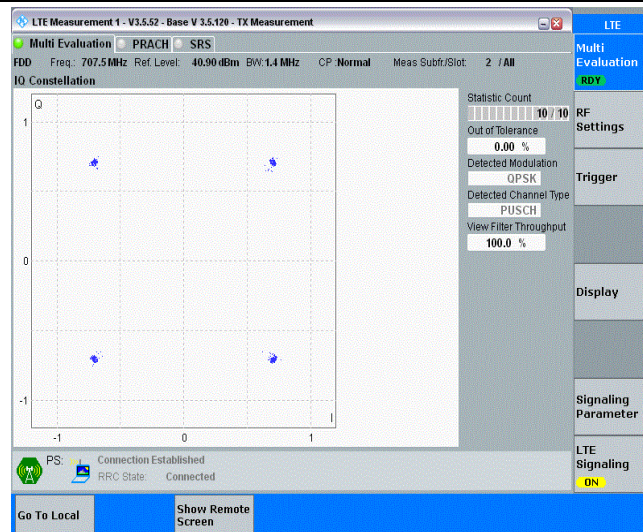 LTE Measurement 1 - V3.5.52 - Base V 3.5.120 - TX Measurement
LTE
Multi Evaluation PRACH SRS
Multi
Evaluation
RDY
FDD Freq.: 707.5 MHz Ref. Level: 40.90 dBm BW: 1.4 MHz CP :Normal Meas Subfr./Slot: 2 / All
IQ Constellation
Statistic Count
10 / 10
Out of Tolerance
0.00 %
Detected Modulation
QPSK
Detected Channel Type
PUSCH
View Filter Throughput
100.0 %
RF
Settings
Trigger
Display
Signaling
Parameter
LTE
Signaling
ON
Q
1
0
-1
I
-1 0 1
PS: Connection Established
RRC State: Connected
Go To Local
Show Remote
Screen